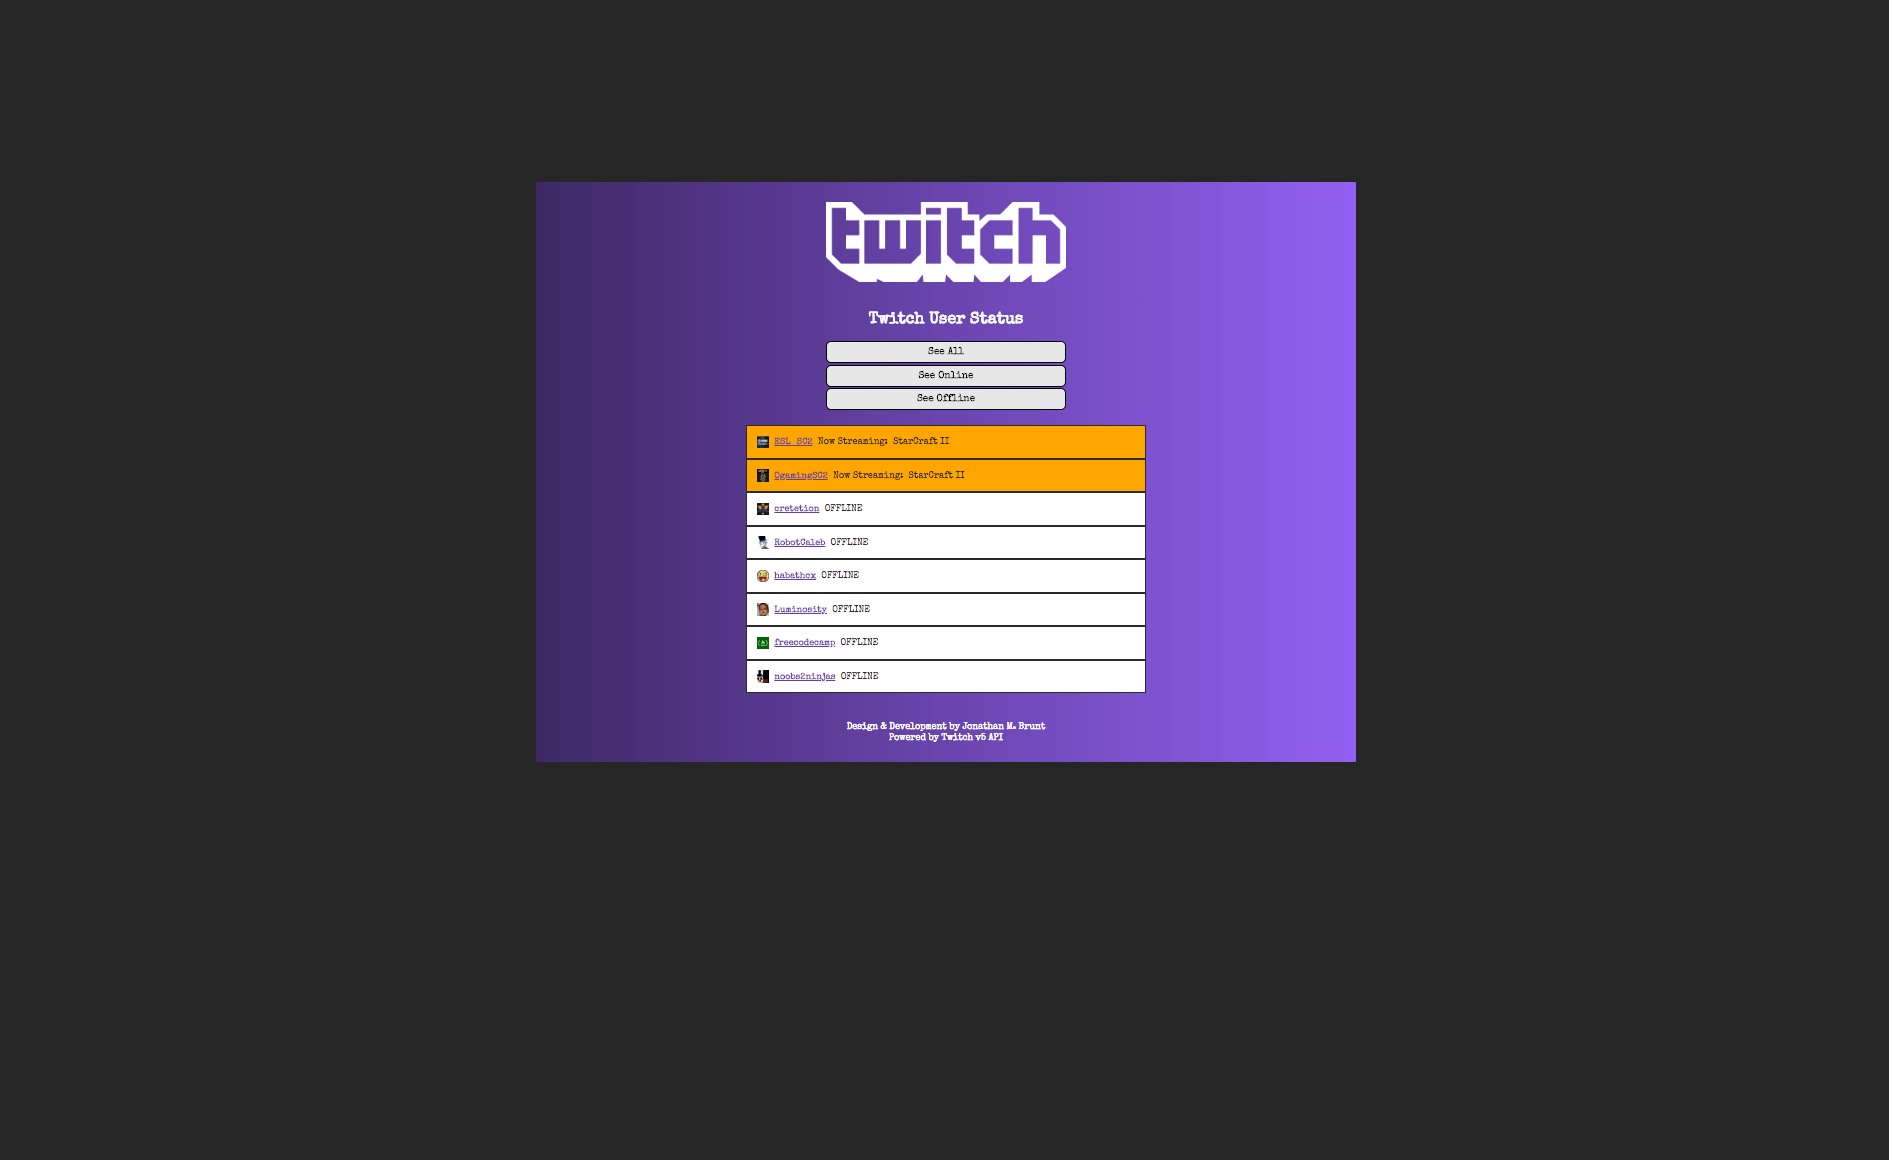 twitch
Twitch User Status
See All
See Online
See Offline
ESL_SC2 Now Streaming: StarCraft II
OgamingSC2 Now Streaming: StarCraft II
cretetion OFFLINE
RobotCaleb OFFLINE
habathcx OFFLINE
Luminosity OFFLINE
freecodecamp OFFLINE
noobs2ninjas OFFLINE
Design & Development by Jonathan M. Brunt
Powered by Twitch v5 API